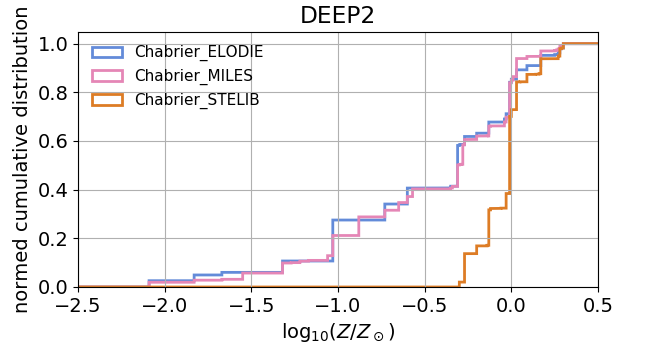 DEEP2
normed cumulative distribution
1.0
0.8
0.6
0.4
0.2
0.0
Chabrier_ELODIE
Chabrier_MILES
Chabrier_STELIB
−2.5 −2.0 −1.5 −1.0 −0.5 0.0 0.5
log₁₀(Z/Z⊙)